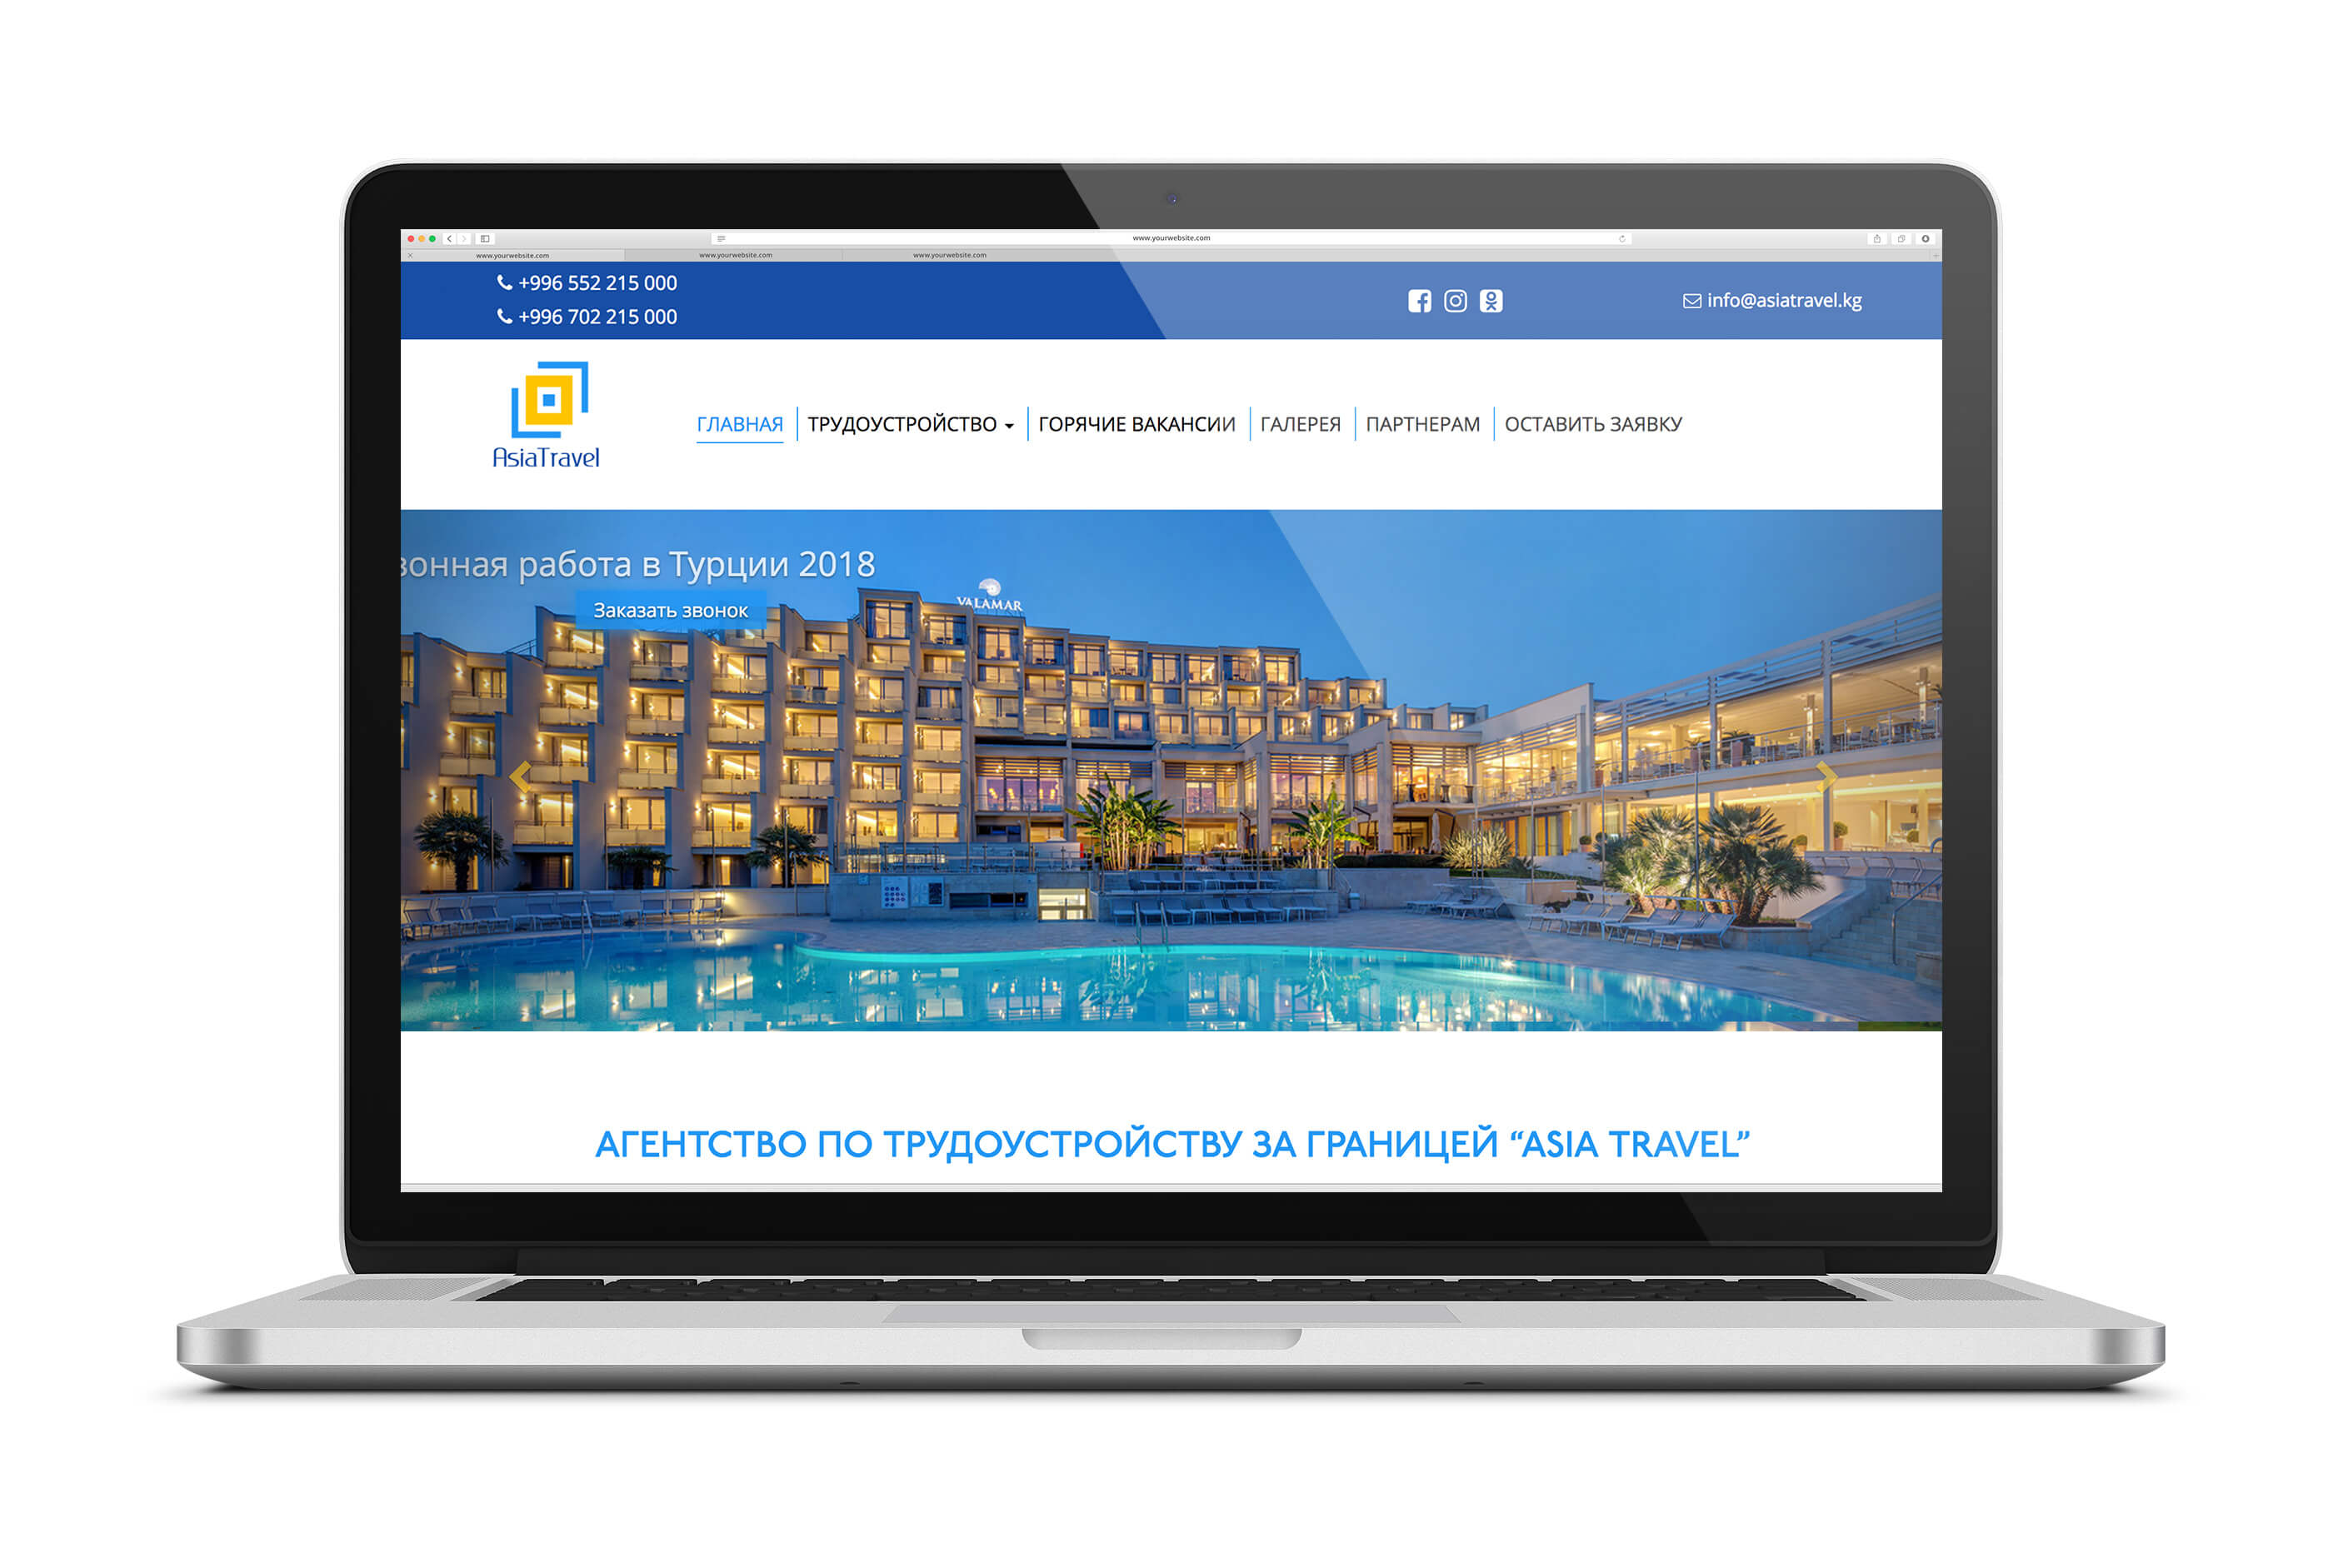 www.yourwebsite.com
www.yourwebsite.com www.yourwebsite.com www.yourwebsite.com
+996 552 215 000
+996 702 215 000
info@asiatravel.kg
AsiaTravel
ГЛАВНАЯ ТРУДОУСТРОЙСТВО ГОРЯЧИЕ ВАКАНСИИ ГАЛЕРЕЯ ПАРТНЕРАМ ОСТАВИТЬ ЗАЯВКУ
зонная работа в Турции 2018
Заказать звонок
VALAMAR
АГЕНТСТВО ПО ТРУДОУСТРОЙСТВУ ЗА ГРАНИЦЕЙ “ASIA TRAVEL”